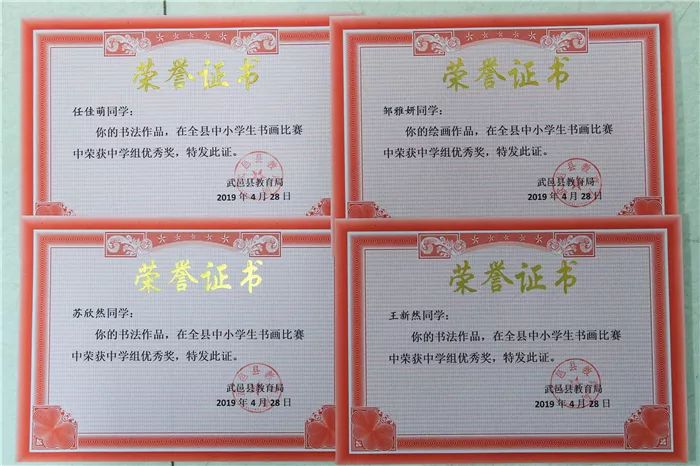 荣誉证书
任佳萌同学：
你的书法作品，在全县中小学生书画比赛
中荣获中学组优秀奖，特发此证。
武邑县教育局
2019 年 4 月 28 日
荣誉证书
邹雅妍同学：
你的绘画作品，在全县中小学生书画比赛
中荣获中学组优秀奖，特发此证。
武邑县教育局
2019 年 4 月 28 日
荣誉证书
苏欣然同学：
你的书法作品，在全县中小学生书画比赛
中荣获中学组优秀奖，特发此证。
武邑县教育局
2019 年 4 月 28 日
荣誉证书
王新然同学：
你的书法作品，在全县中小学生书画比赛
中荣获中学组优秀奖，特发此证。
武邑县教育局
2019 年 4 月 28 日